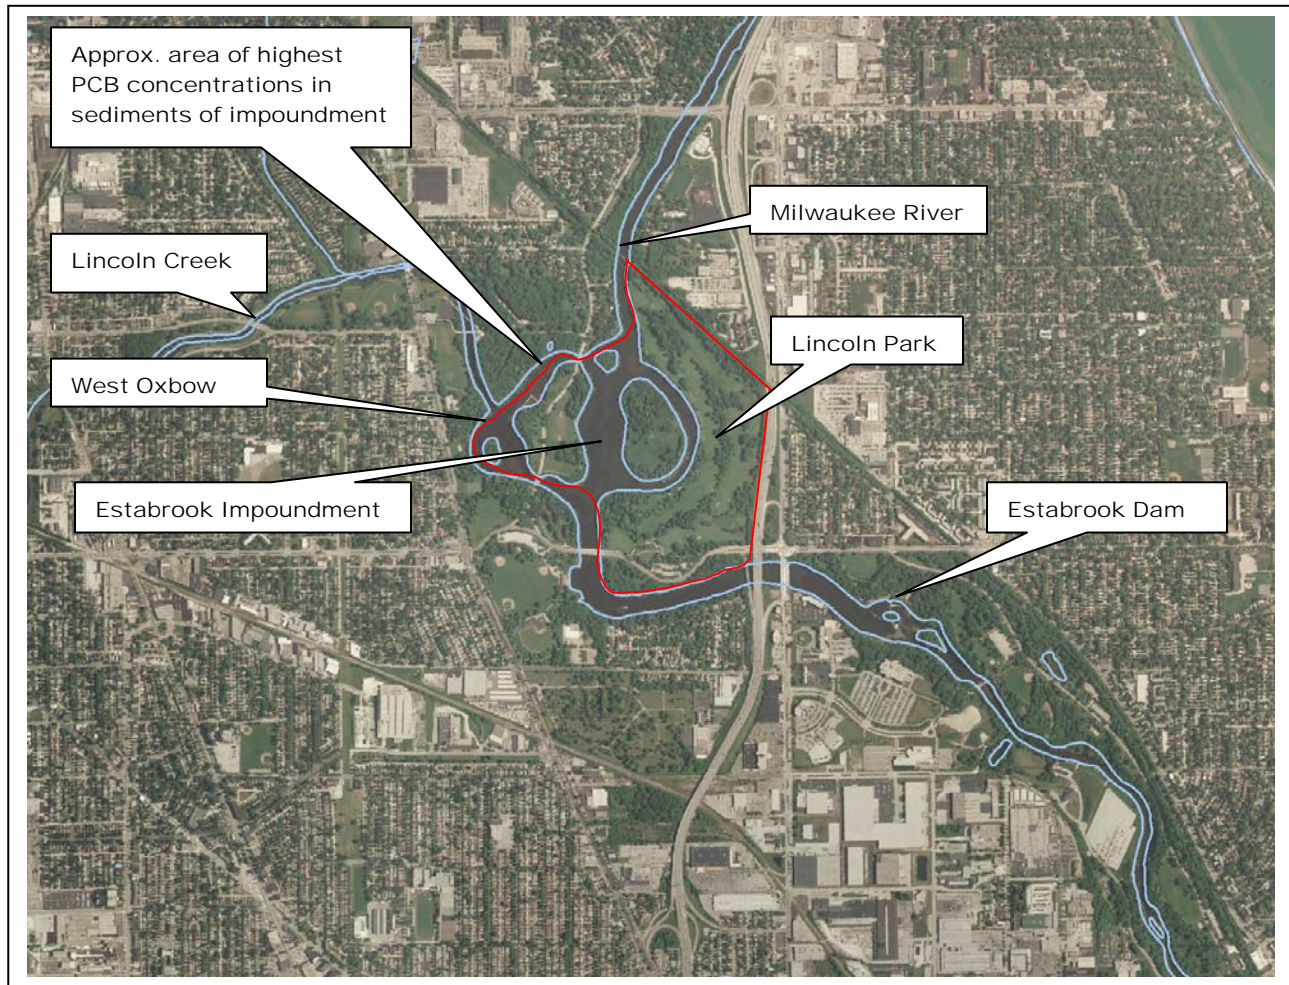 Approx. area of highest
PCB concentrations in
sediments of impoundment
Milwaukee River
Lincoln Creek
Lincoln Park
West Oxbow
Estabrook Impoundment
Estabrook Dam